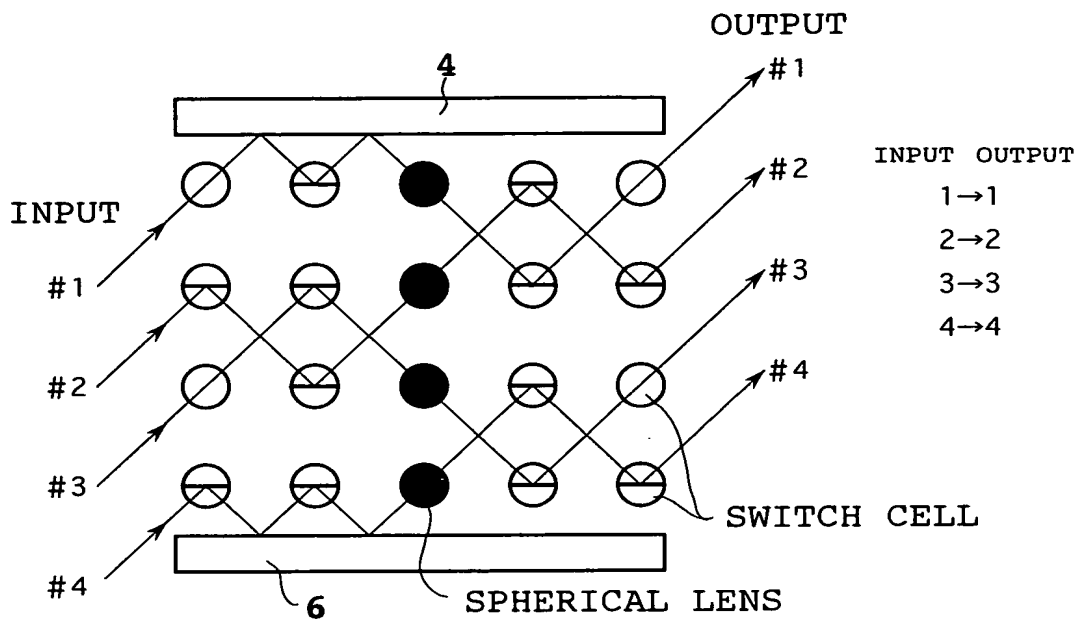 OUTPUT
4
#1
INPUT OUTPUT
#2
1→1
INPUT
2→2
#1
#3
3→3
4→4
#2
#4
#3
SWITCH CELL
#4
6
SPHERICAL LENS